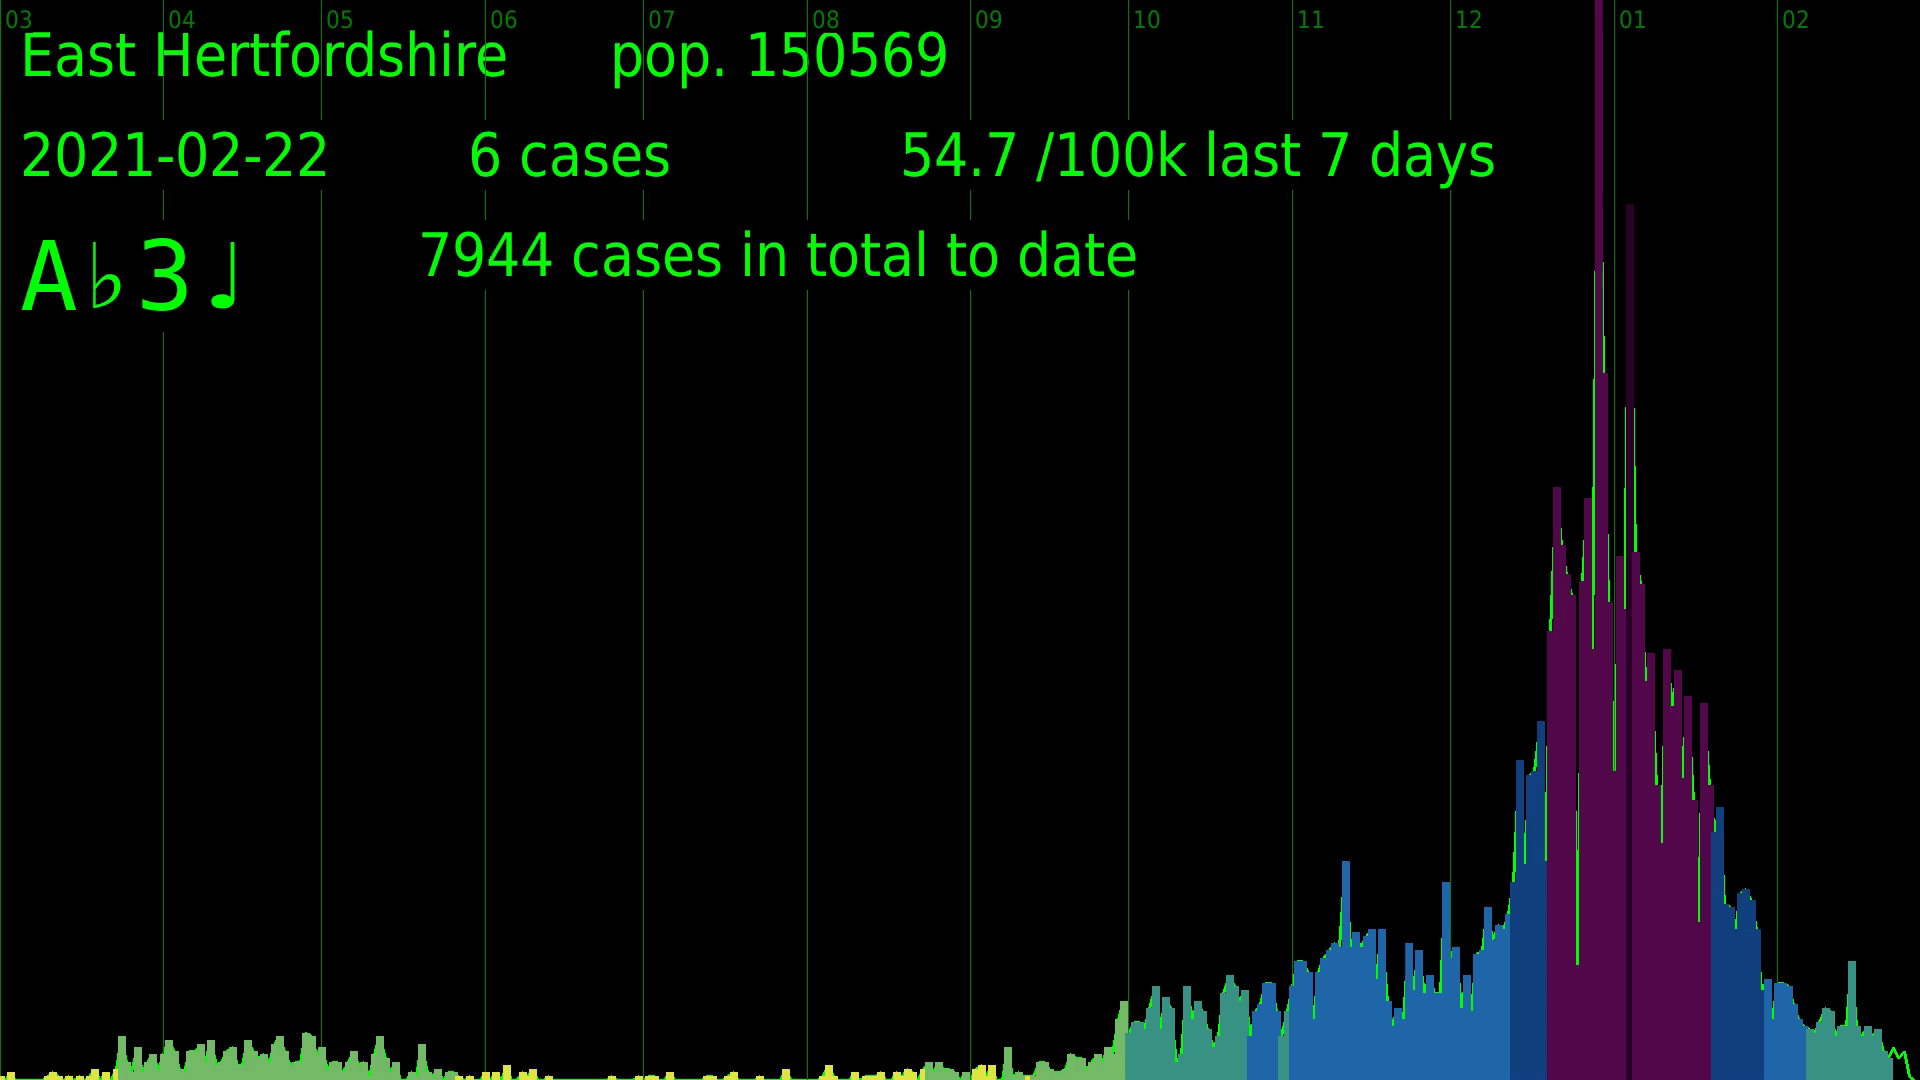 03 04 05 06 07 08 09 10 11 12 01 02
East Hertfordshire pop. 150569
2021-02-22 6 cases 54.7 /100k last 7 days
A♭3♩ 7944 cases in total to date